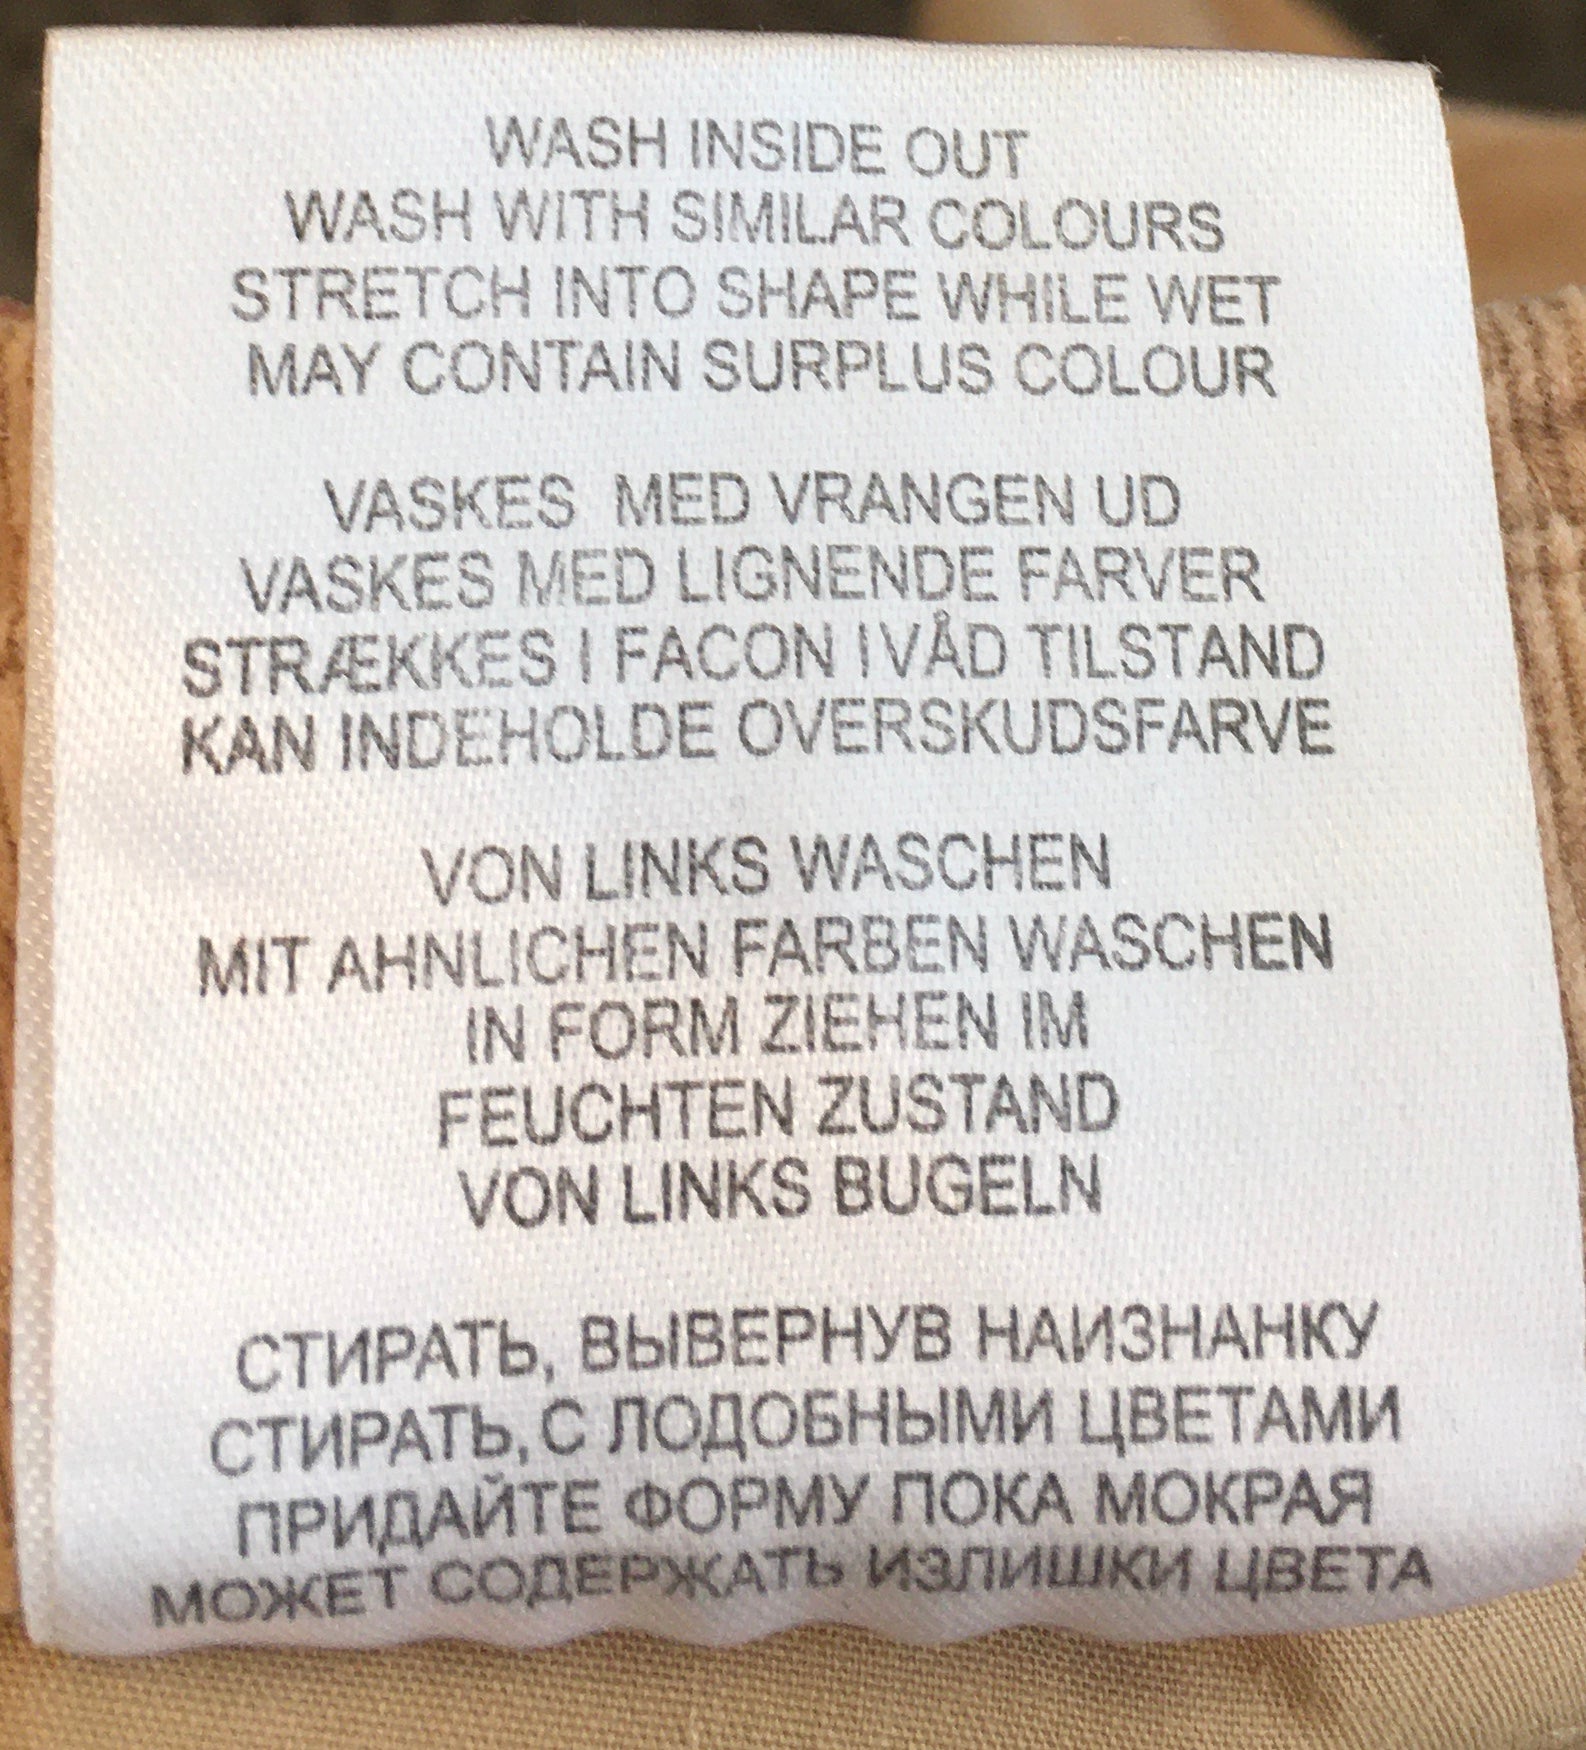 WASH INSIDE OUT
WASH WITH SIMILAR COLOURS
STRETCH INTO SHAPE WHILE WET
MAY CONTAIN SURPLUS COLOUR
VASKES MED VRANGEN UD
VASKES MED LIGNENDE FARVER
STRÆKKES I FACON I VÅD TILSTAND
KAN INDEHOLDE OVERSKUDSFARVE
VON LINKS WASCHEN
MIT AHNLICHEN FARBEN WASCHEN
IN FORM ZIEHEN IM
FEUCHTEN ZUSTAND
VON LINKS BUGELN
СТИРАТЬ, ВЫВЕРНУВ НАИЗНАНКУ
СТИРАТЬ, С ПОДОБНЫМИ ЦВЕТАМИ
ПРИДАЙТЕ ФОРМУ ПОКА МОКРАЯ
МОЖЕТ СОДЕРЖАТЬ ИЗЛИШКИ ЦВЕТА